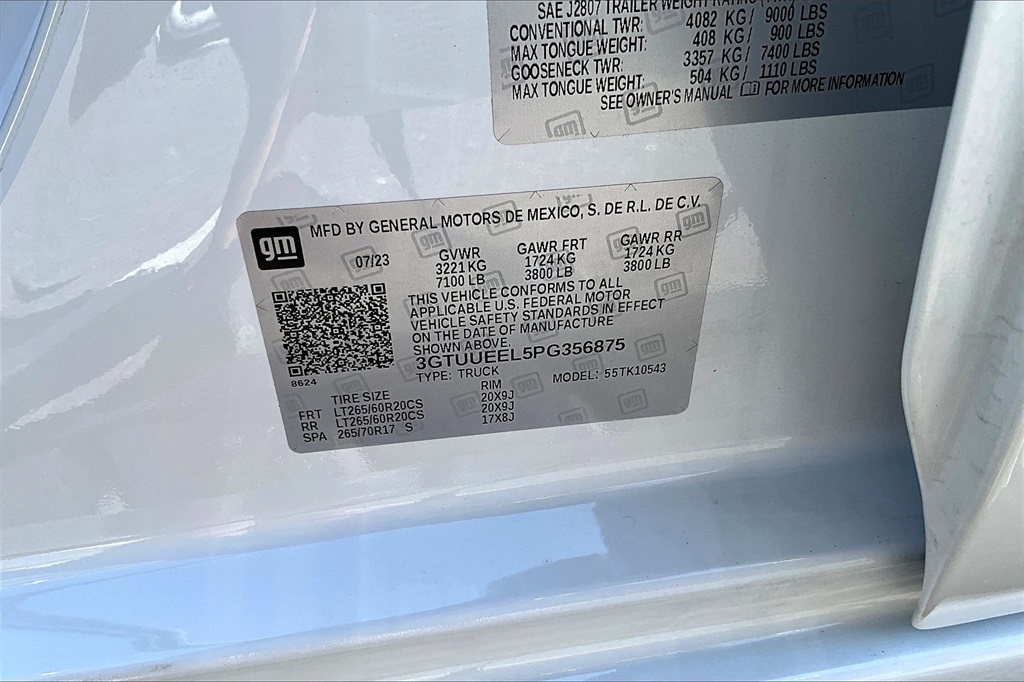 SAE J2807 TRAILER WEIGHT RATING
CONVENTIONAL TWR: 4082 KG/ 9000 LBS
MAX TONGUE WEIGHT: 408 KG/ 900 LBS
GOOSENECK TWR: 3357 KG/ 7400 LBS
MAX TONGUE WEIGHT: 504 KG/ 1110 LBS
SEE OWNER'S MANUAL FOR MORE INFORMATION
gm
MFD BY GENERAL MOTORS DE MEXICO, S. DE R.L. DE C.V.
07/23 GVWR GAWR FRT GAWR RR
3221 KG 1724 KG 1724 KG
7100 LB 3800 LB 3800 LB
THIS VEHICLE CONFORMS TO ALL
APPLICABLE U.S. FEDERAL MOTOR
VEHICLE SAFETY STANDARDS IN EFFECT
ON THE DATE OF MANUFACTURE
SHOWN ABOVE.
3GTUUEEL5PG356875
8624 TYPE: TRUCK MODEL: 55TK10543
TIRE SIZE RIM
FRT LT265/60R20CS 20X9J
RR LT265/60R20CS 20X9J
SPA 265/70R17 S 17X8J